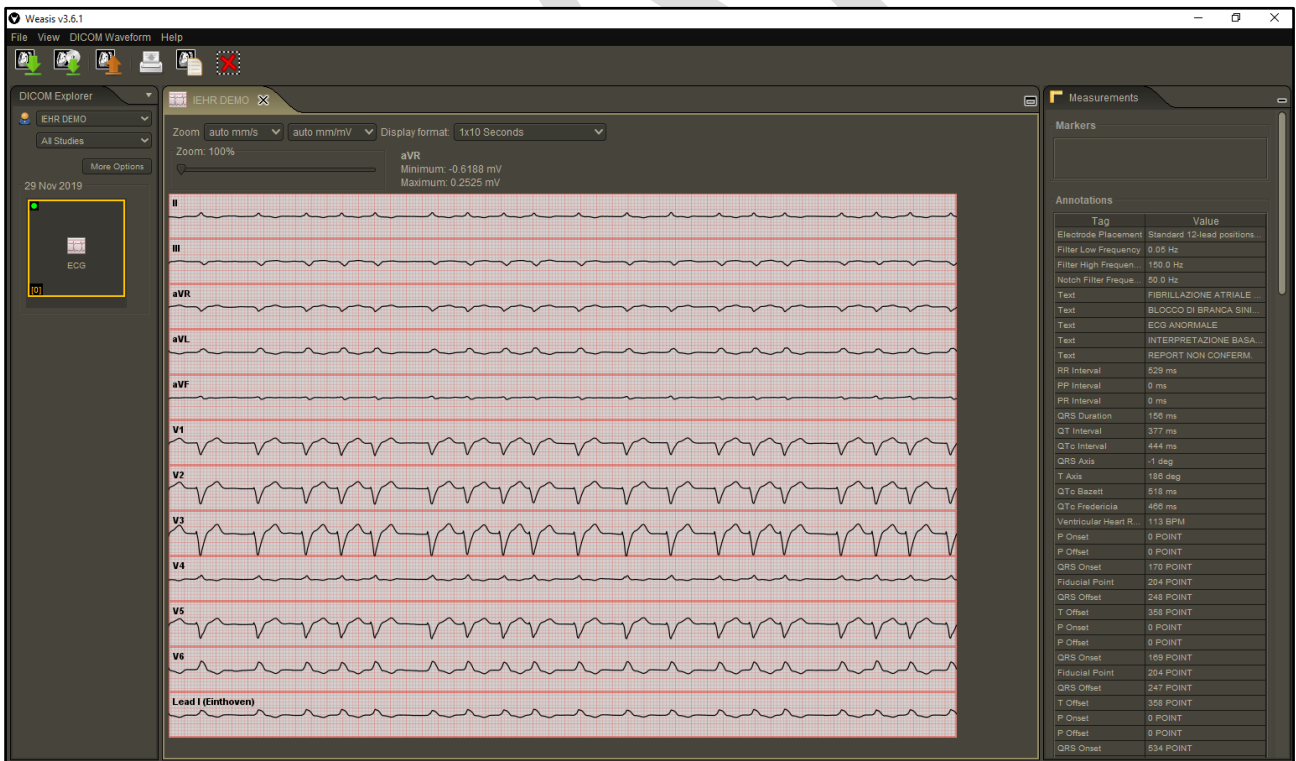 Weasis v3.6.1
File View DICOM Waveform Help
DICOM Explorer
IEHR DEMO
All Studies
More Options
29 Nov 2019
ECG
[0]
IEHR DEMO
Zoom auto mm/s auto mm/mV Display format: 1x10 Seconds
Zoom: 100%
aVR
Minimum: -0.6188 mV
Maximum: 0.2525 mV
II
III
aVR
aVL
aVF
V1
V2
V3
V4
V5
V6
Lead I (Einthoven)
Measurements
Markers
Annotations
Tag Value
Electrode Placement Standard 12-lead positions...
Filter Low Frequency 0.05 Hz
Filter High Frequen... 150.0 Hz
Notch Filter Freque... 50.0 Hz
Text FIBRILLAZIONE ATRIALE ...
Text BLOCCO DI BRANCA SINI...
Text ECG ANORMALE
Text INTERPRETAZIONE BASA...
Text REPORT NON CONFERM.
RR Interval 529 ms
PP Interval 0 ms
PR Interval 0 ms
QRS Duration 156 ms
QT Interval 377 ms
QTc Interval 444 ms
QRS Axis -1 deg
T Axis 186 deg
QTc Bazett 518 ms
QTc Fredericia 466 ms
Ventricular Heart R... 113 BPM
P Onset 0 POINT
P Offset 0 POINT
QRS Onset 170 POINT
Fiducial Point 204 POINT
QRS Offset 248 POINT
T Offset 358 POINT
P Onset 0 POINT
P Offset 0 POINT
QRS Onset 169 POINT
Fiducial Point 204 POINT
QRS Offset 247 POINT
T Offset 358 POINT
P Onset 0 POINT
P Offset 0 POINT
QRS Onset 534 POINT